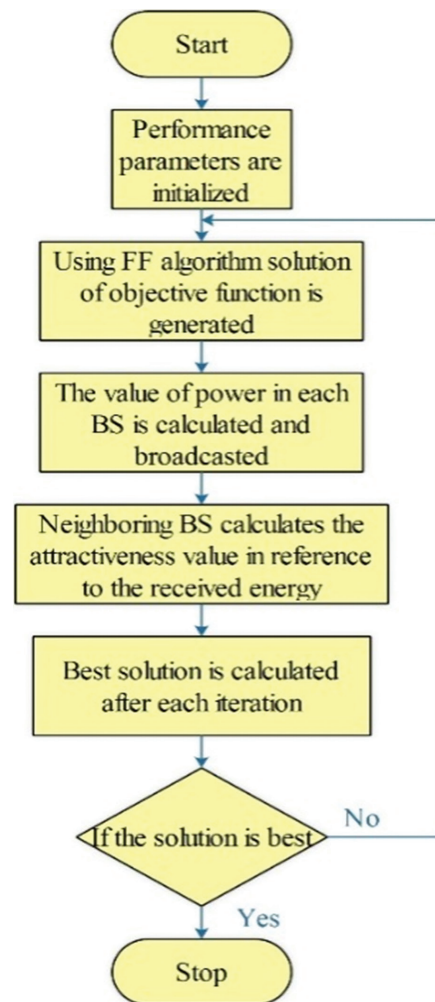 Start
Performance
parameters are
initialized
Using FF algorithm solution
of objective function is
generated
The value of power in each
BS is calculated and
broadcasted
Neighboring BS calculates the
attractiveness value in reference
to the received energy
Best solution is calculated
after each iteration
If the solution is best
No
Yes
Stop